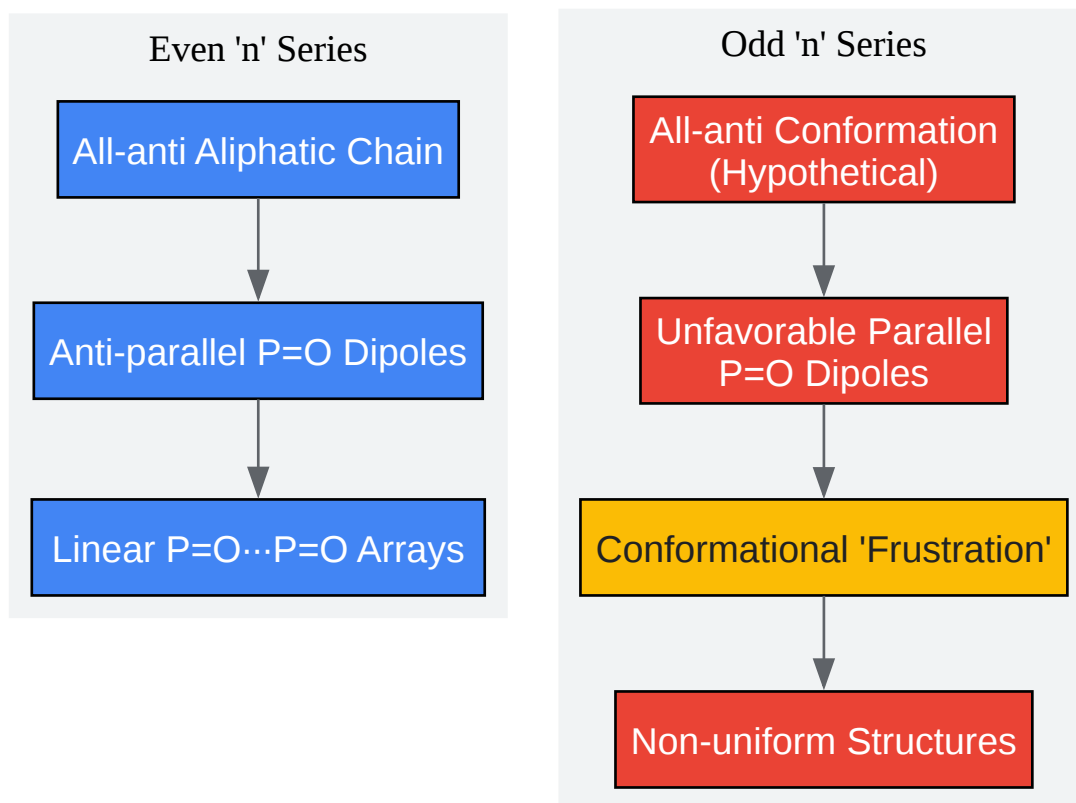 Even 'n' Series
All-anti Aliphatic Chain
Anti-parallel P=O Dipoles
Linear P=O···P=O Arrays
Odd 'n' Series
All-anti Conformation
(Hypothetical)
Unfavorable Parallel
P=O Dipoles
Conformational 'Frustration'
Non-uniform Structures